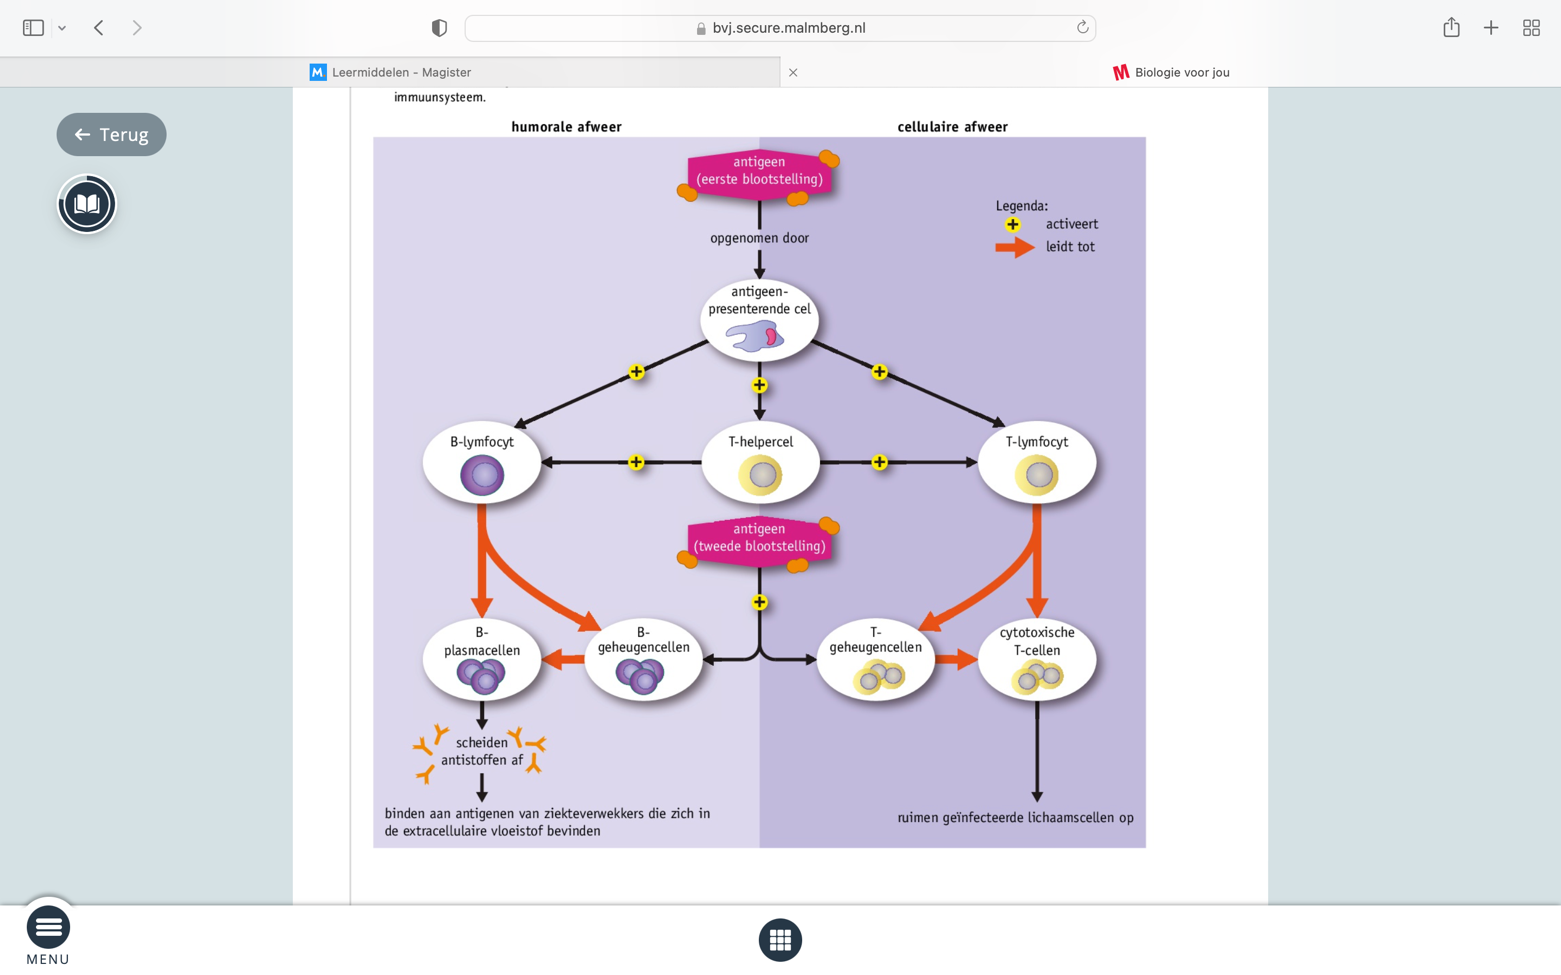 bvj.secure.malmberg.nl
M Leermiddelen - Magister
Biologie voor jou
Terug
immuunsysteem.
humorale afweer
cellulaire afweer
antigeen
(eerste blootstelling)
Legenda:
+ activeert
leidt tot
opgenomen door
antigeen-
presenterende cel
+
+
+
B-lymfocyt
T-helpercel
T-lymfocyt
+
+
antigeen
(tweede blootstelling)
+
B-
plasmacellen
B-
geheugencellen
T-
geheugencellen
cytotoxische
T-cellen
scheiden
antistoffen af
binden aan antigenen van ziekteverwekkers die zich in
de extracellulaire vloeistof bevinden
ruimen geïnfecteerde lichaamscellen op
MENU